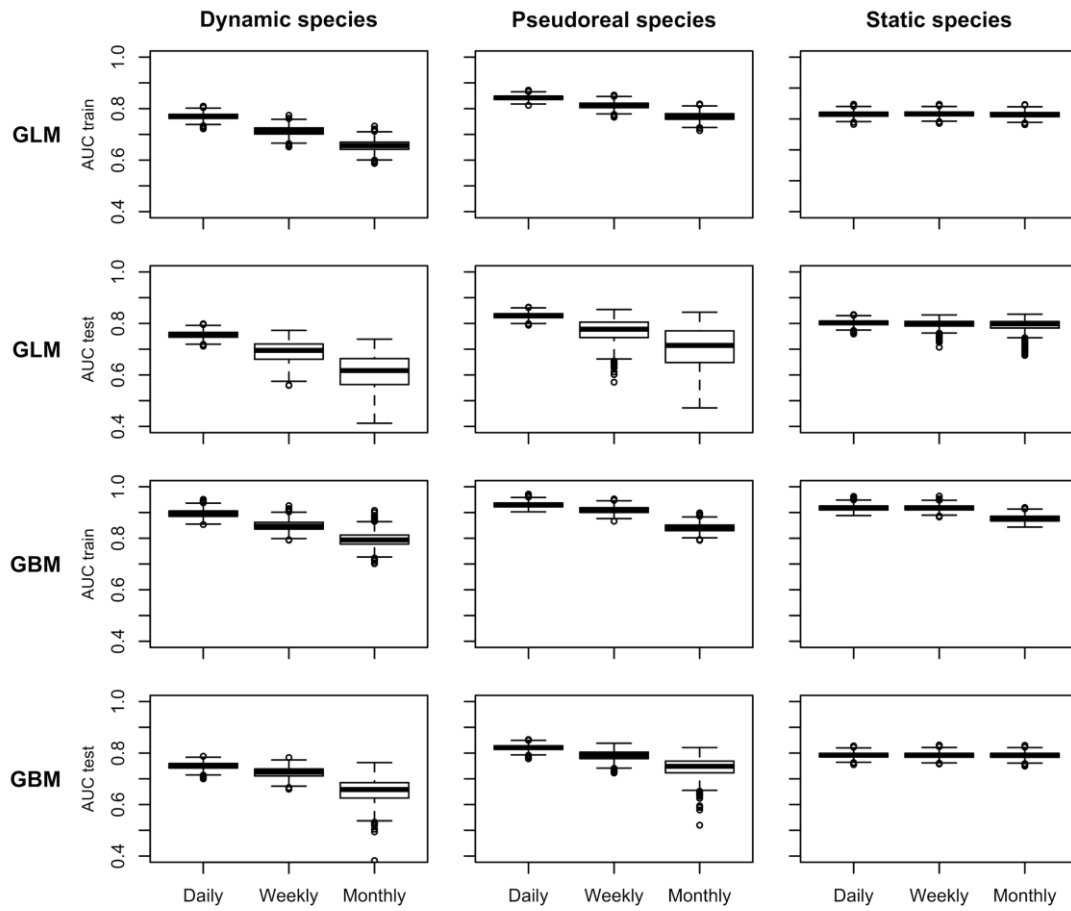 Dynamic species Pseudoreal species Static species
GLM AUC train 1.0 0.8 0.6 0.4
GLM AUC test 1.0 0.8 0.6 0.4
GBM AUC train 1.0 0.8 0.6 0.4
GBM AUC test 1.0 0.8 0.6 0.4
Daily Weekly Monthly Daily Weekly Monthly Daily Weekly Monthly